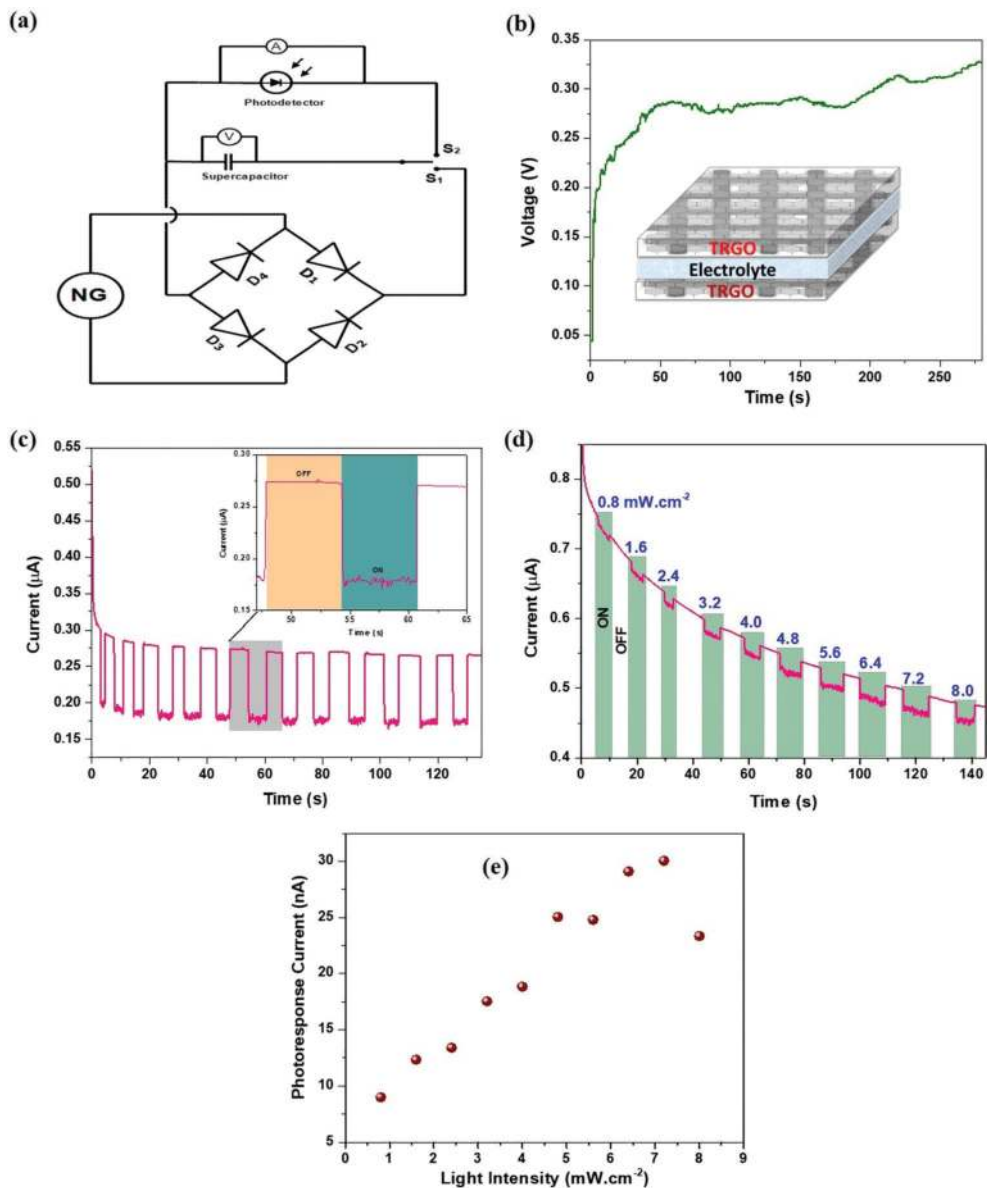 (a)
A
Photodetector
V
Supercapacitor
S2
S1
NG
D4
D1
D3
D2
(b)
Voltage (V)
0.35
0.30
0.25
0.20
0.15
0.10
0.05
TRGO
Electrolyte
TRGO
0 50 100 150 200 250
Time (s)
(c)
Current (μA)
0.55
0.50
0.45
0.40
0.35
0.30
0.25
0.20
0.15
0 20 40 60 80 100 120
Time (s)
Current (μA)
0.30
0.25
0.20
0.15
OFF
ON
50 55 60 65
Time (s)
(d)
Current (μA)
0.8
0.7
0.6
0.5
0.4
0.8 mW.cm-2
1.6
2.4
3.2
4.0
4.8
5.6
6.4
7.2
8.0
ON
OFF
0 20 40 60 80 100 120 140
Time (s)
(e)
Photoresponse Current (nA)
30
25
20
15
10
5
0 1 2 3 4 5 6 7 8 9
Light Intensity (mW.cm-2)